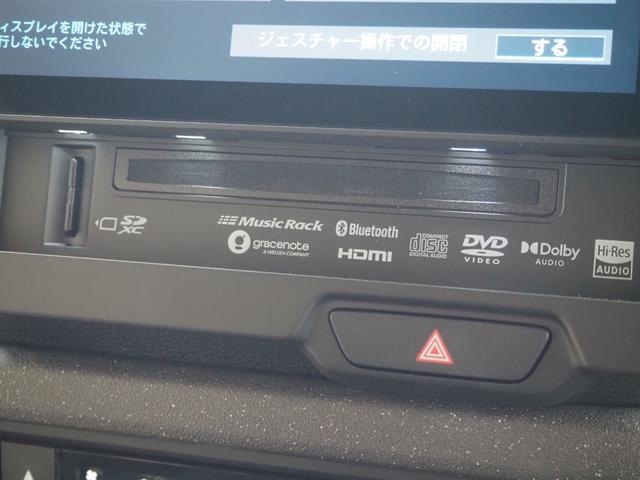 ィスプレイを開けた状態で
行しないでください
ジェスチャー操作での開閉
する
SD
XC
Music Rack
Bluetooth
gracenote
A NIELSEN COMPANY
HDMI
COMPACT
disc
DIGITAL AUDIO
DVD
VIDEO
Dolby
AUDIO
Hi-Res
AUDIO